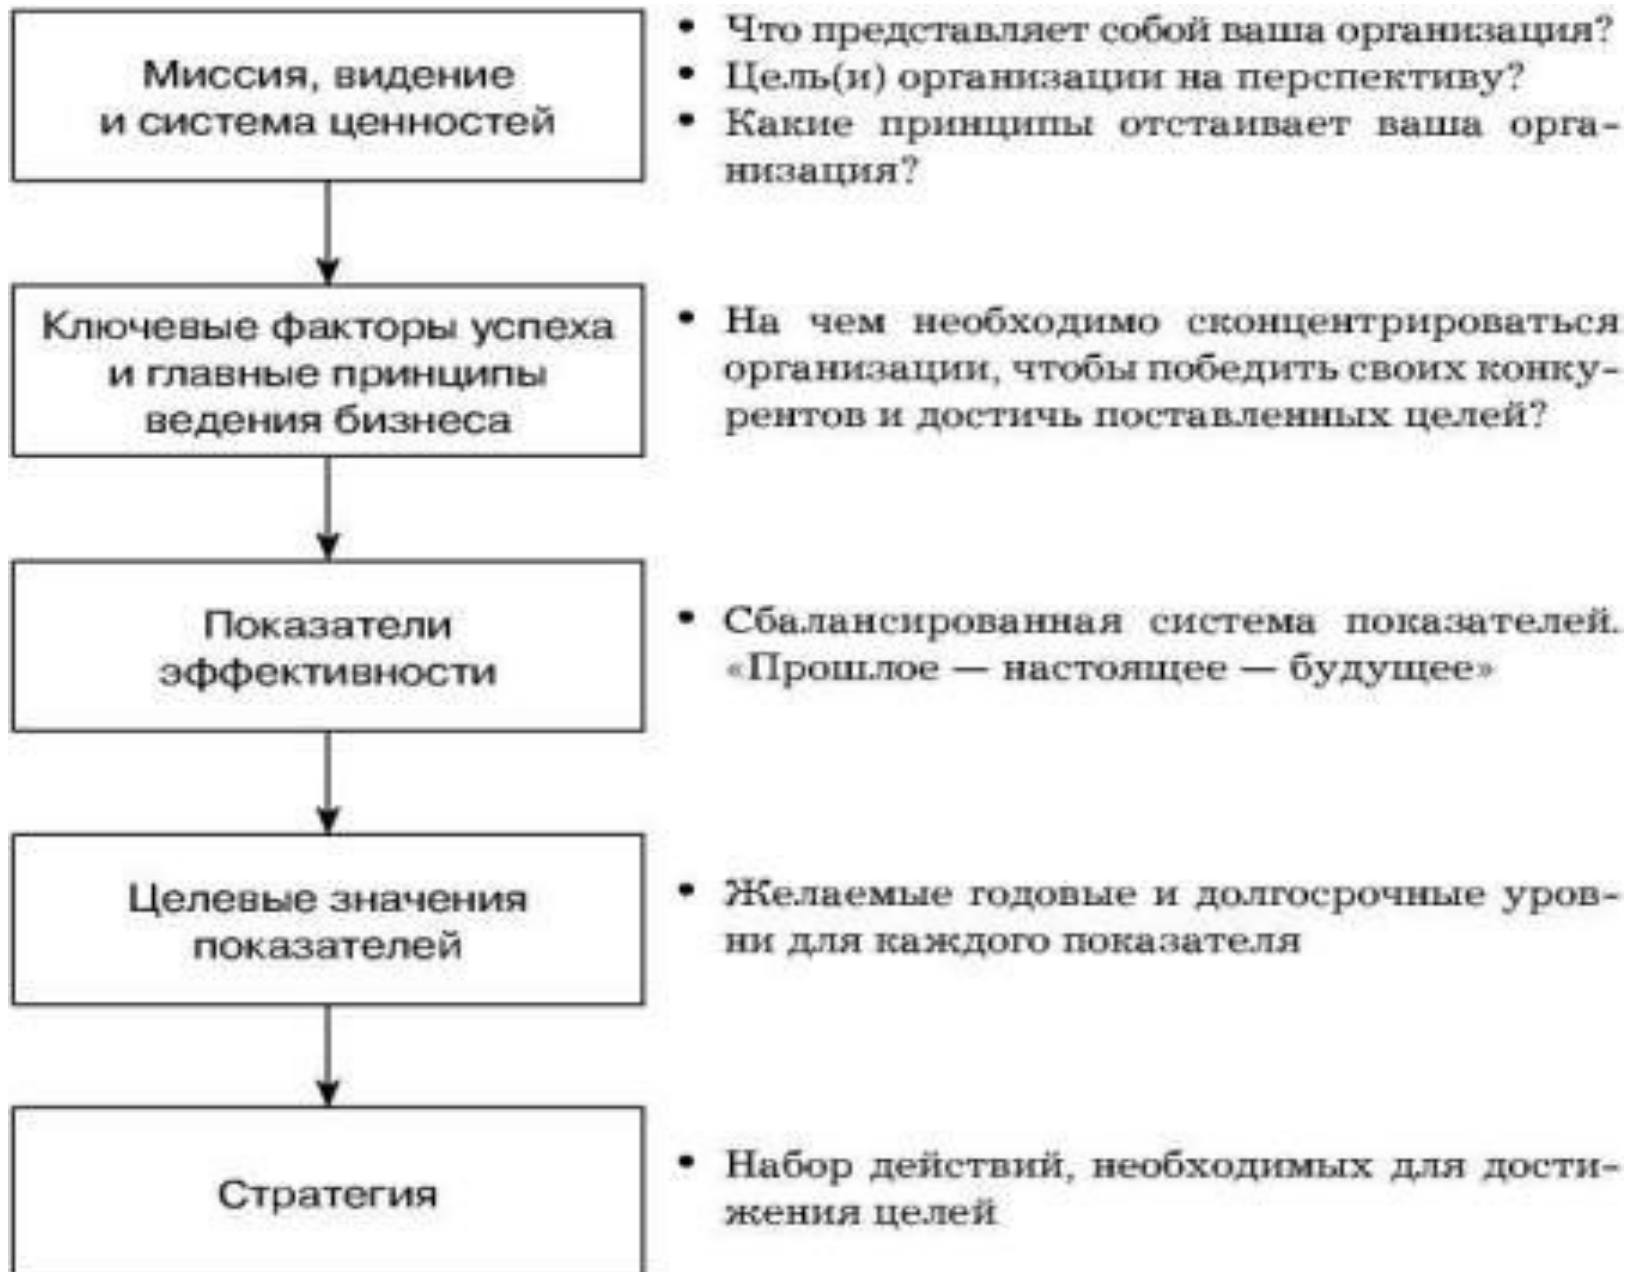 Миссия, видение
и система ценностей
• Что представляет собой ваша организация?
• Цель(и) организации на перспективу?
• Какие принципы отстаивает ваша орга-
низация?
Ключевые факторы успеха
и главные принципы
ведения бизнеса
• На чем необходимо сконцентрироваться
организации, чтобы победить своих конку-
рентов и достичь поставленных целей?
Показатели
эффективности
• Сбалансированная система показателей.
«Прошлое — настоящее — будущее»
Целевые значения
показателей
• Желаемые годовые и долгосрочные уров-
ни для каждого показателя
Стратегия
• Набор действий, необходимых для дости-
жения целей